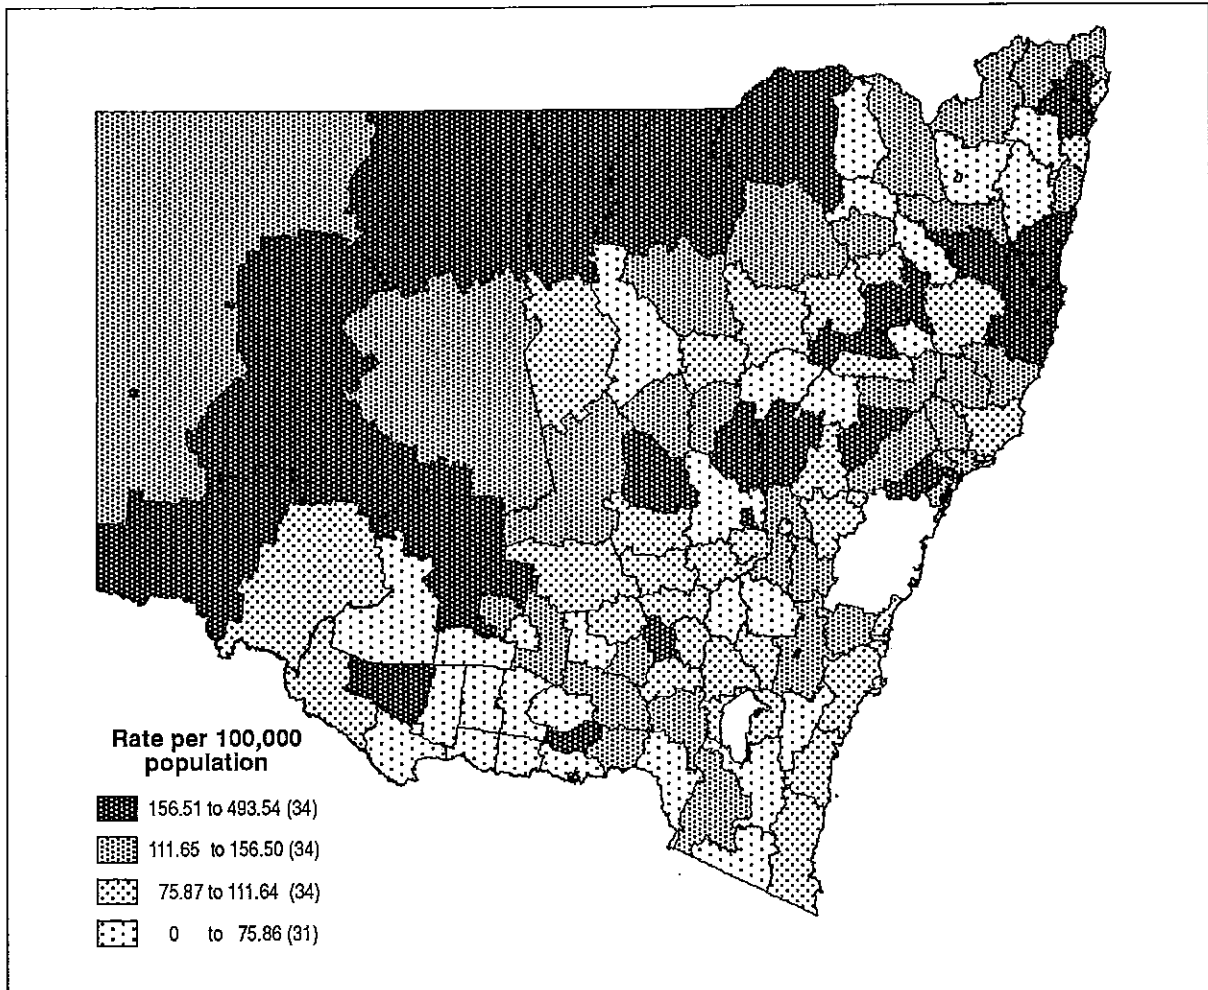 Rate per 100,000
population
156.51 to 493.54 (34)
111.65 to 156.50 (34)
75.87 to 111.64 (34)
0 to 75.86 (31)